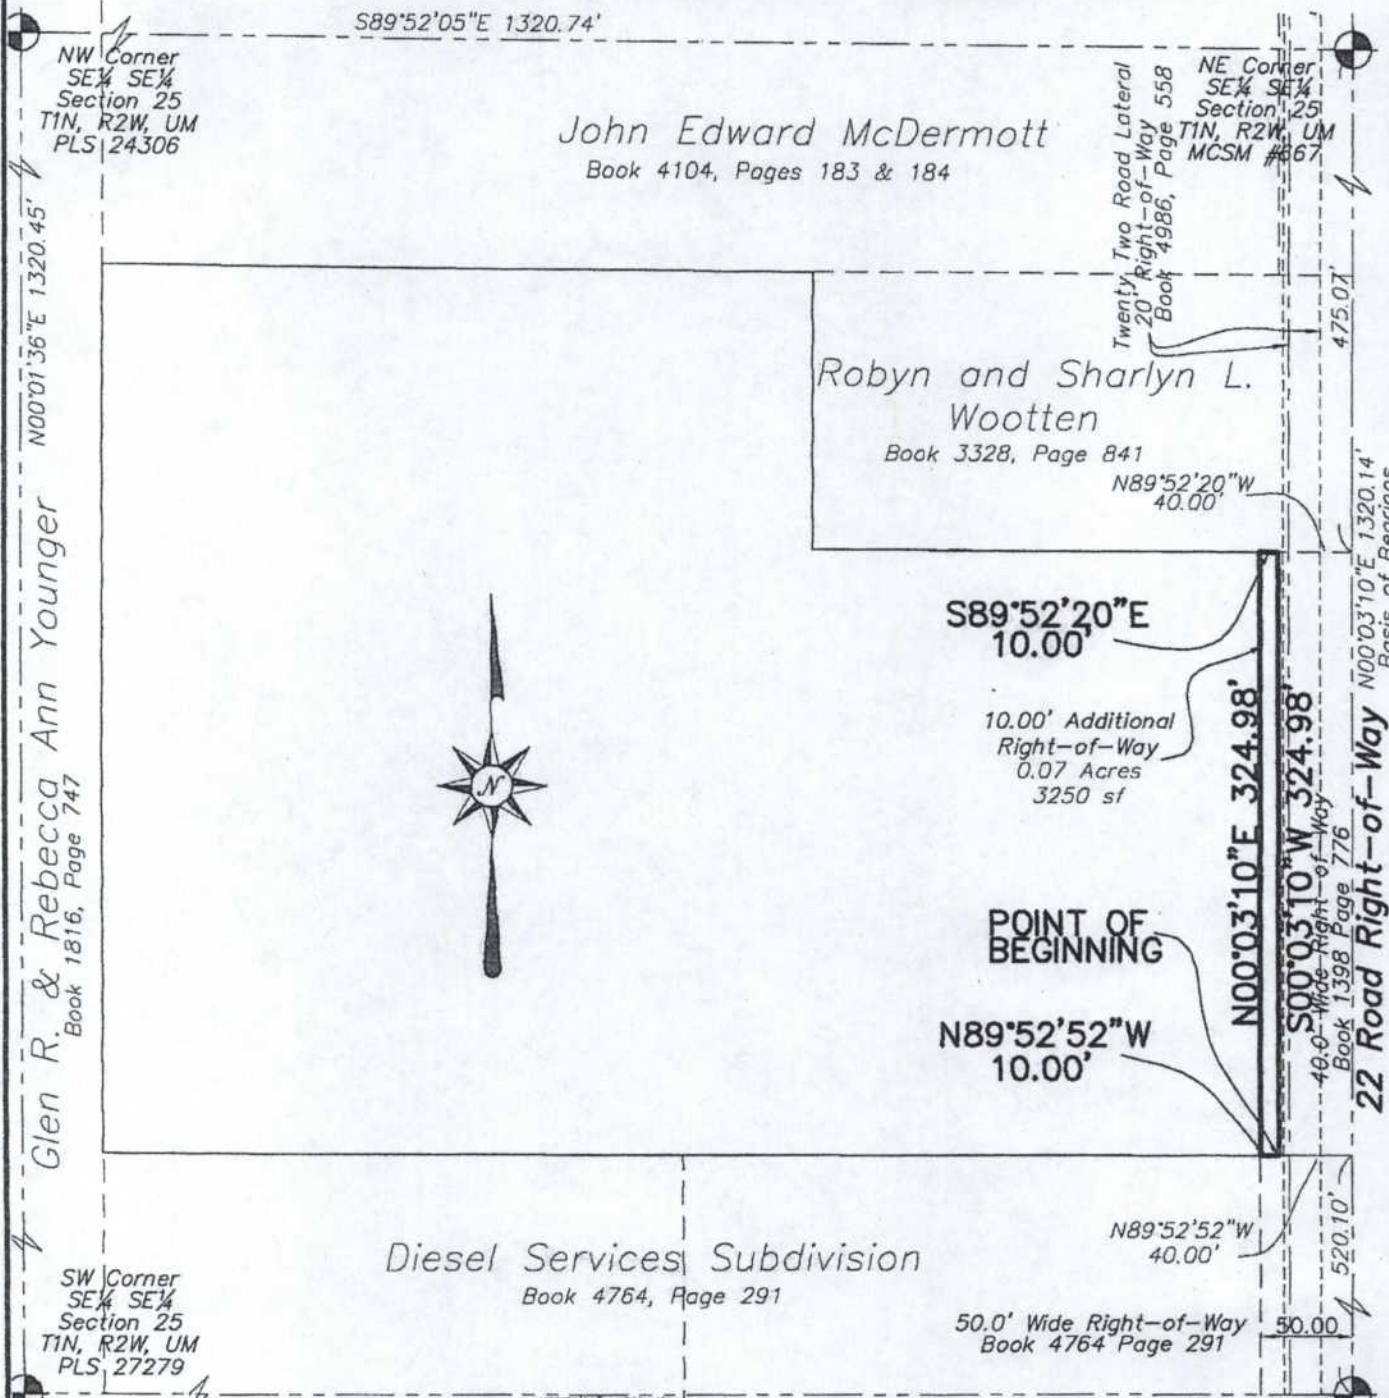 S89°52'05"E 1320.74'
NW Corner
SE¼ SE¼
Section 25
T1N, R2W, UM
PLS 24306
John Edward McDermott
Book 4104, Pages 183 & 184
Twenty Two Road Lateral
20' Right-of-Way
Book 4986, Page 558
NE Corner
SE¼ SE¼
Section 25
T1N, R2W, UM
MCSM #667
N00°01'36"E 1320.45'
475.07'
Robyn and Sharlyn L.
Wootten
Book 3328, Page 841
N89°52'20"W
40.00'
Glen R. & Rebecca Ann Younger
Book 1816, Page 747
N
S89°52'20"E
10.00'
10.00' Additional
Right-of-Way
0.07 Acres
3250 sf
N00°03'10"E 324.98'
S00°03'10"W 324.98'
40.0' Wide Right-of-Way
Book 1398 Page 776
22 Road Right-of-Way
N00°03'10"E 1320.14'
Basis of Bearings
POINT OF
BEGINNING
N89°52'52"W
10.00'
N89°52'52"W
40.00'
520.10'
Diesel Services Subdivision
Book 4764, Page 291
SW Corner
SE¼ SE¼
Section 25
T1N, R2W, UM
PLS 27279
50.0' Wide Right-of-Way
Book 4764 Page 291
50.00